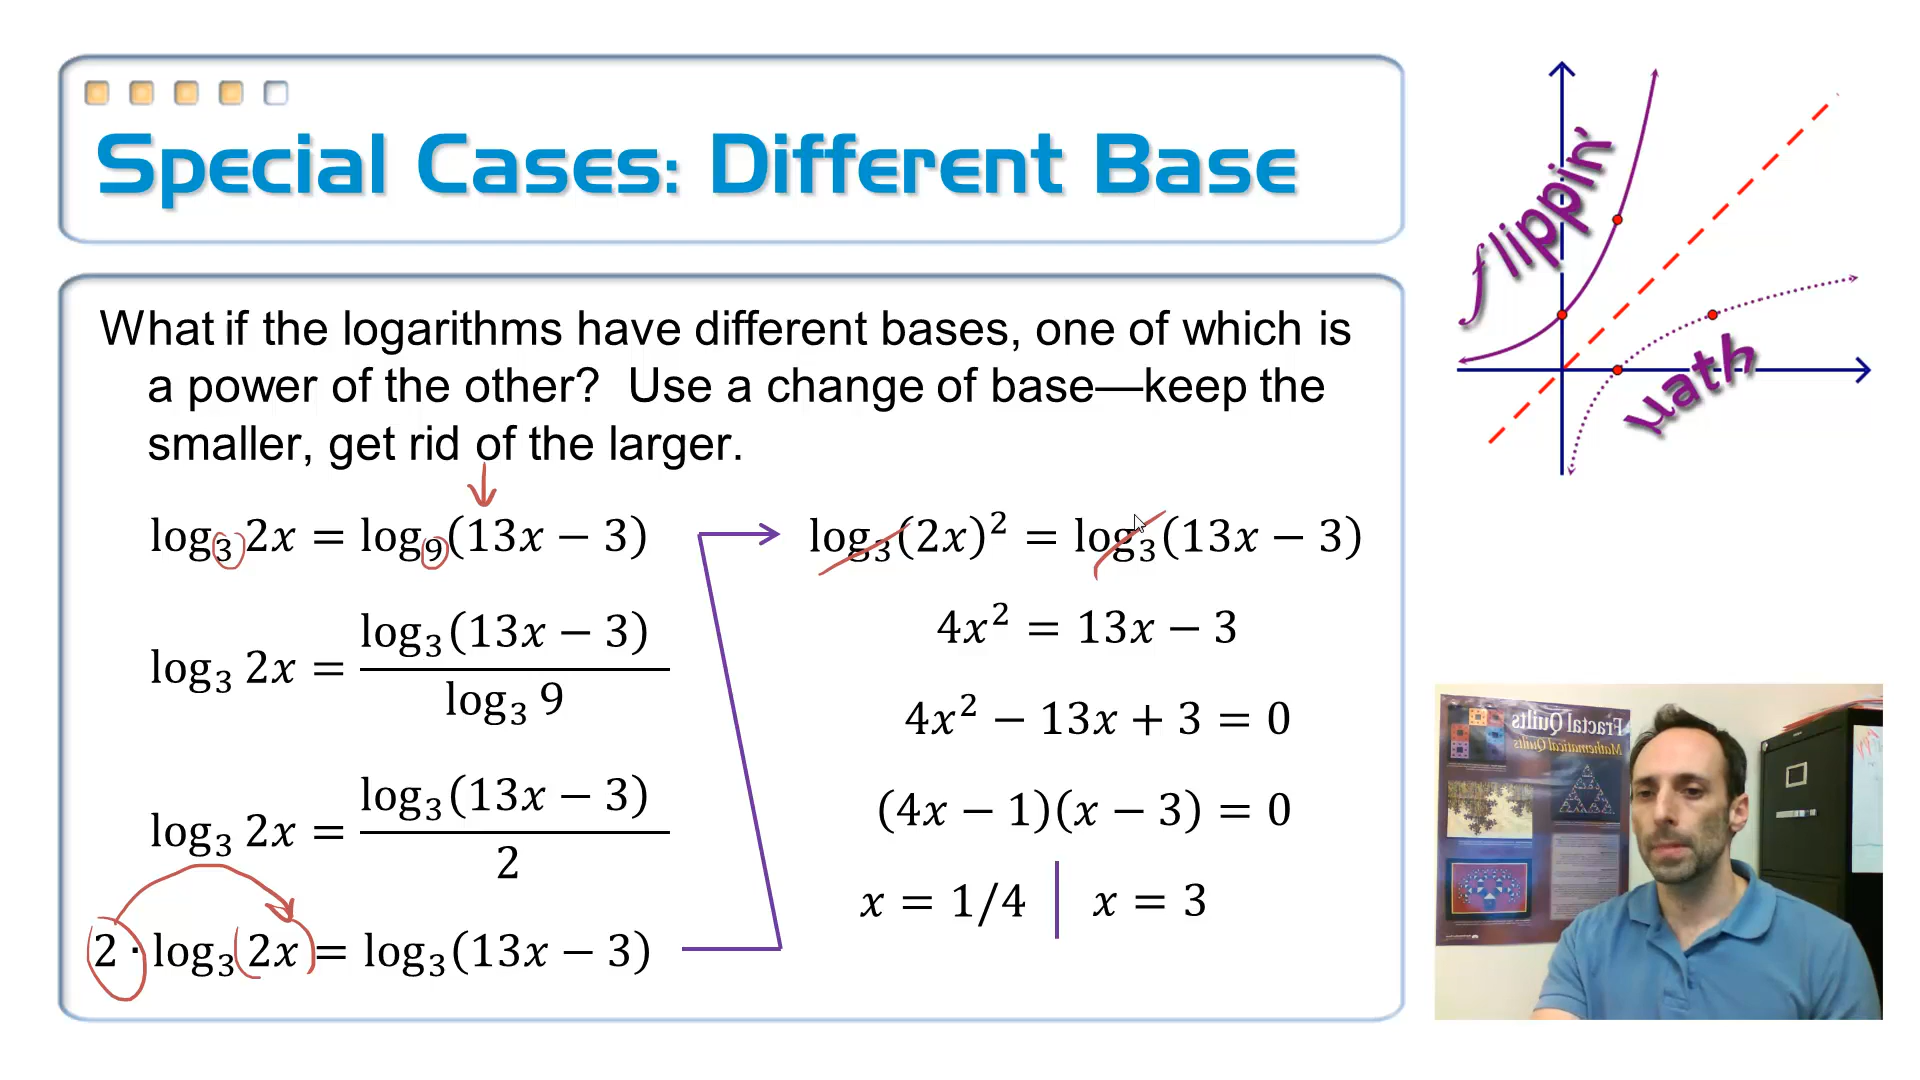 Special Cases: Different Base
What if the logarithms have different bases, one of which is
a power of the other? Use a change of base—keep the
smaller, get rid of the larger.
log₃ 2x = log₉(13x − 3)
log₃ 2x = log₃(13x − 3) / log₃ 9
log₃ 2x = log₃(13x − 3) / 2
2 · log₃ 2x = log₃(13x − 3)
log₃(2x)² = log₃(13x − 3)
4x² = 13x − 3
4x² − 13x + 3 = 0
(4x − 1)(x − 3) = 0
x = 1/4 | x = 3
flippin'
math
Fractal Quilts
Mathematical Quilts